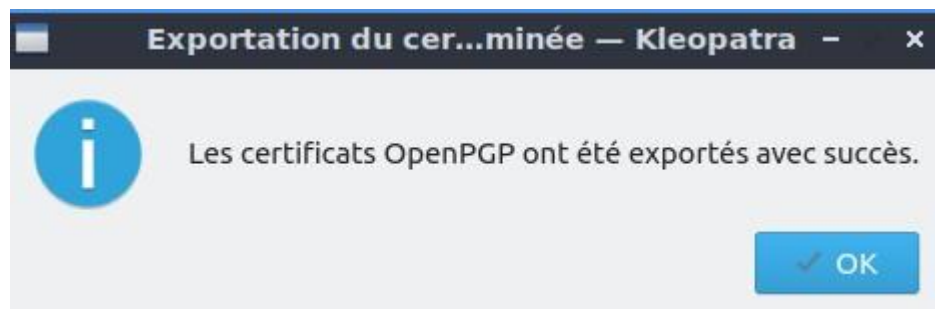 Exportation du cer...minée — Kleopatra
Les certificats OpenPGP ont été exportés avec succès.
OK